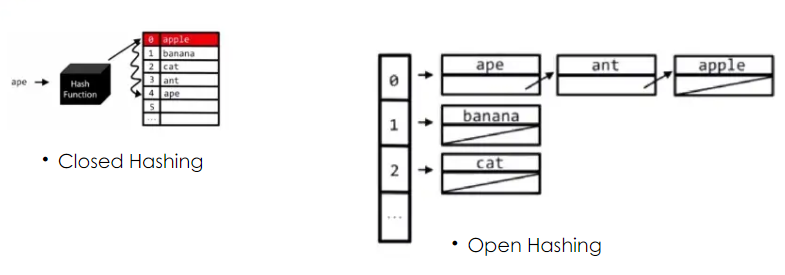 ape
Hash
Function
0 apple
1 banana
2 cat
3 ant
4 ape
5
...
• Closed Hashing
0 ape ant apple
1 banana
2 cat
...
• Open Hashing